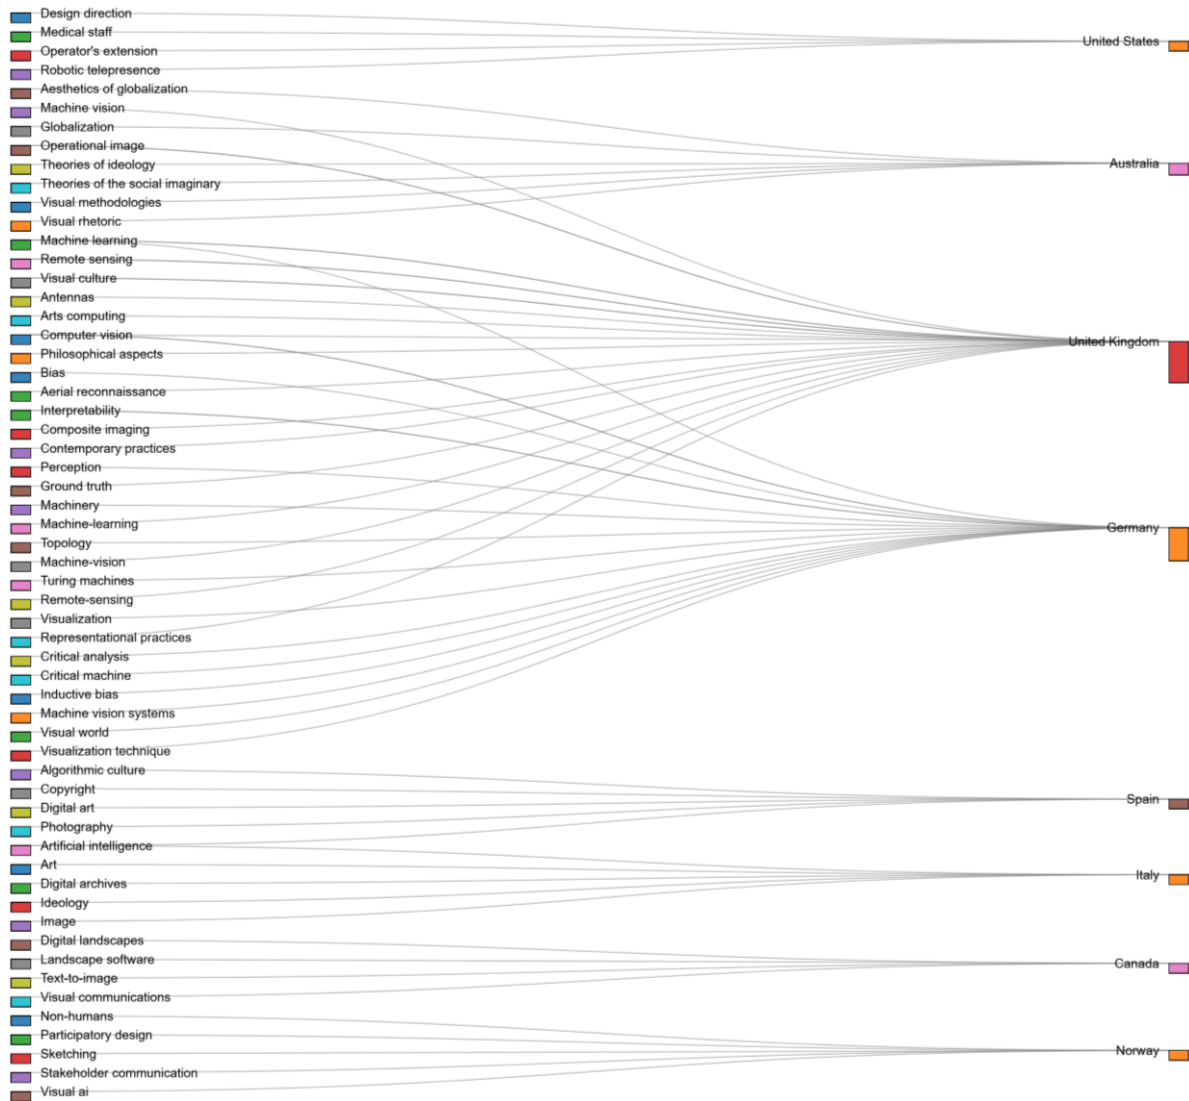 Design direction
Medical staff
Operator's extension
Robotic telepresence
Aesthetics of globalization
Machine vision
Globalization
Operational image
Theories of ideology
Theories of the social imaginary
Visual methodologies
Visual rhetoric
Machine learning
Remote sensing
Visual culture
Antennas
Arts computing
Computer vision
Philosophical aspects
Bias
Aerial reconnaissance
Interpretability
Composite imaging
Contemporary practices
Perception
Ground truth
Machinery
Machine-learning
Topology
Machine-vision
Turing machines
Remote-sensing
Visualization
Representational practices
Critical analysis
Critical machine
Inductive bias
Machine vision systems
Visual world
Visualization technique
Algorithmic culture
Copyright
Digital art
Photography
Artificial intelligence
Art
Digital archives
Ideology
Image
Digital landscapes
Landscape software
Text-to-image
Visual communications
Non-humans
Participatory design
Sketching
Stakeholder communication
Visual ai
United States
Australia
United Kingdom
Germany
Spain
Italy
Canada
Norway